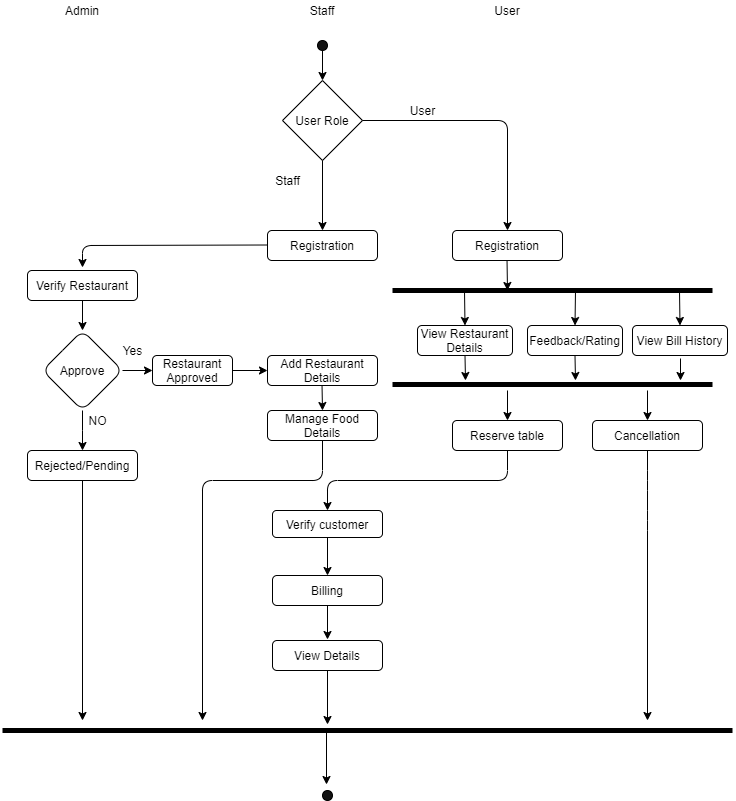 Admin
Staff
User
User Role
User
Staff
Registration
Registration
Verify Restaurant
View Restaurant
Details
Feedback/Rating
View Bill History
Yes
Approve
Restaurant
Approved
Add Restaurant
Details
NO
Manage Food
Details
Reserve table
Cancellation
Rejected/Pending
Verify customer
Billing
View Details